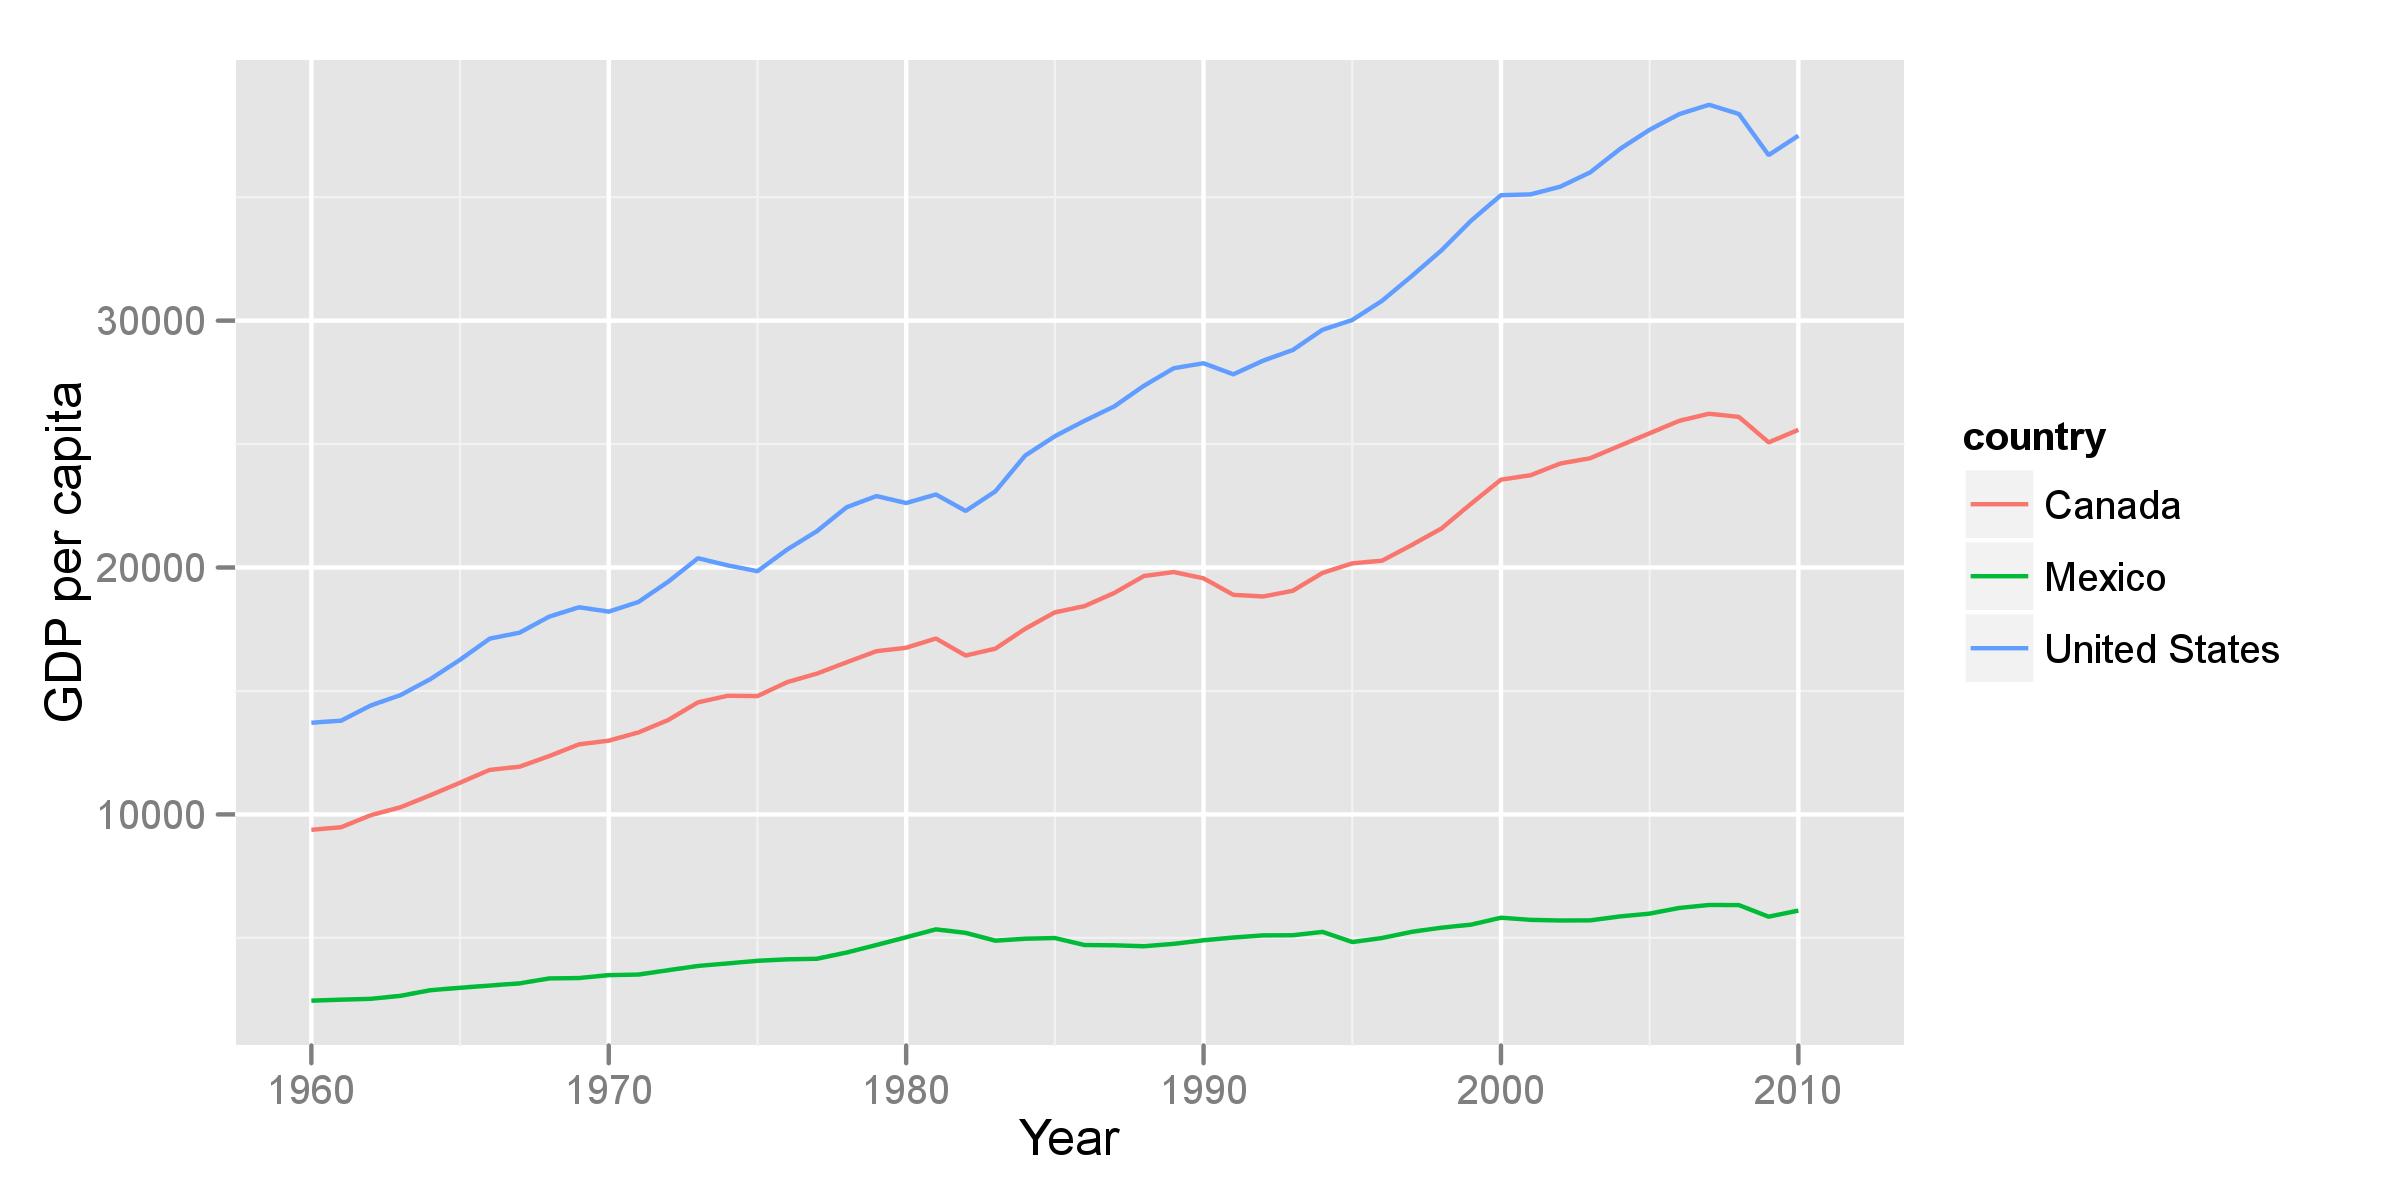 GDP per capita
30000
20000
10000
1960 1970 1980 1990 2000 2010
Year
country
Canada
Mexico
United States